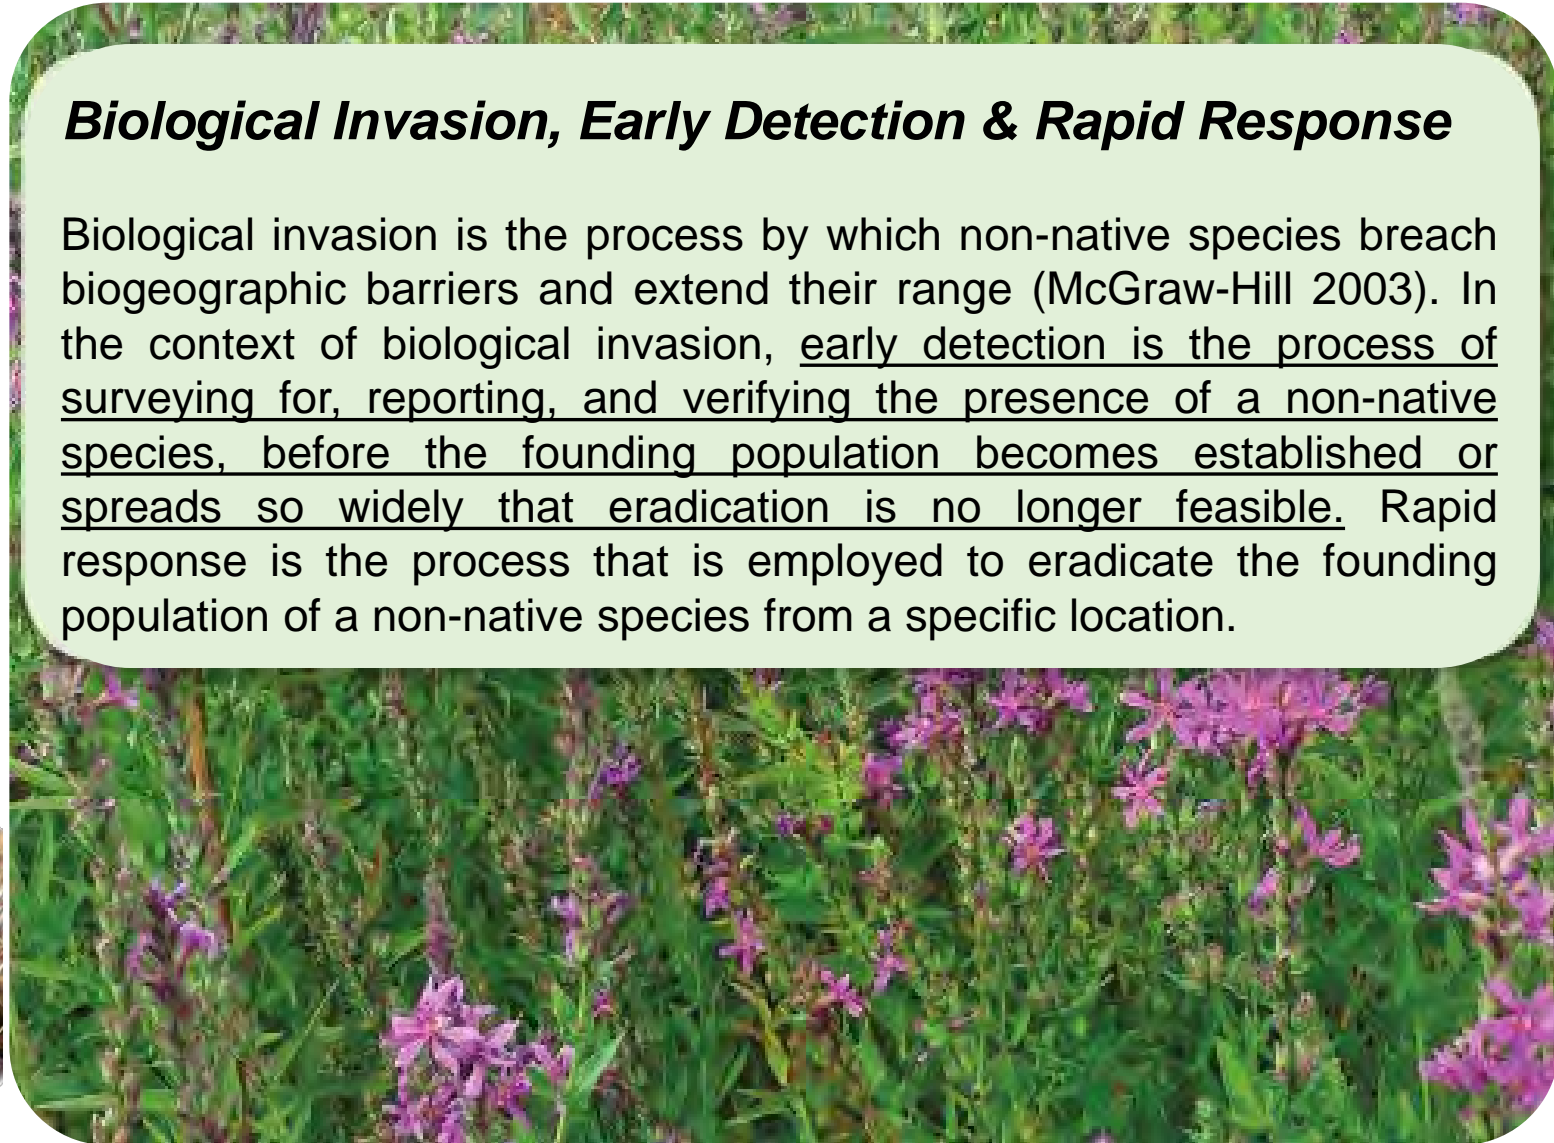 Biological Invasion, Early Detection & Rapid Response
Biological invasion is the process by which non-native species breach
biogeographic barriers and extend their range (McGraw-Hill 2003). In
the context of biological invasion, early detection is the process of
surveying for, reporting, and verifying the presence of a non-native
species, before the founding population becomes established or
spreads so widely that eradication is no longer feasible. Rapid
response is the process that is employed to eradicate the founding
population of a non-native species from a specific location.